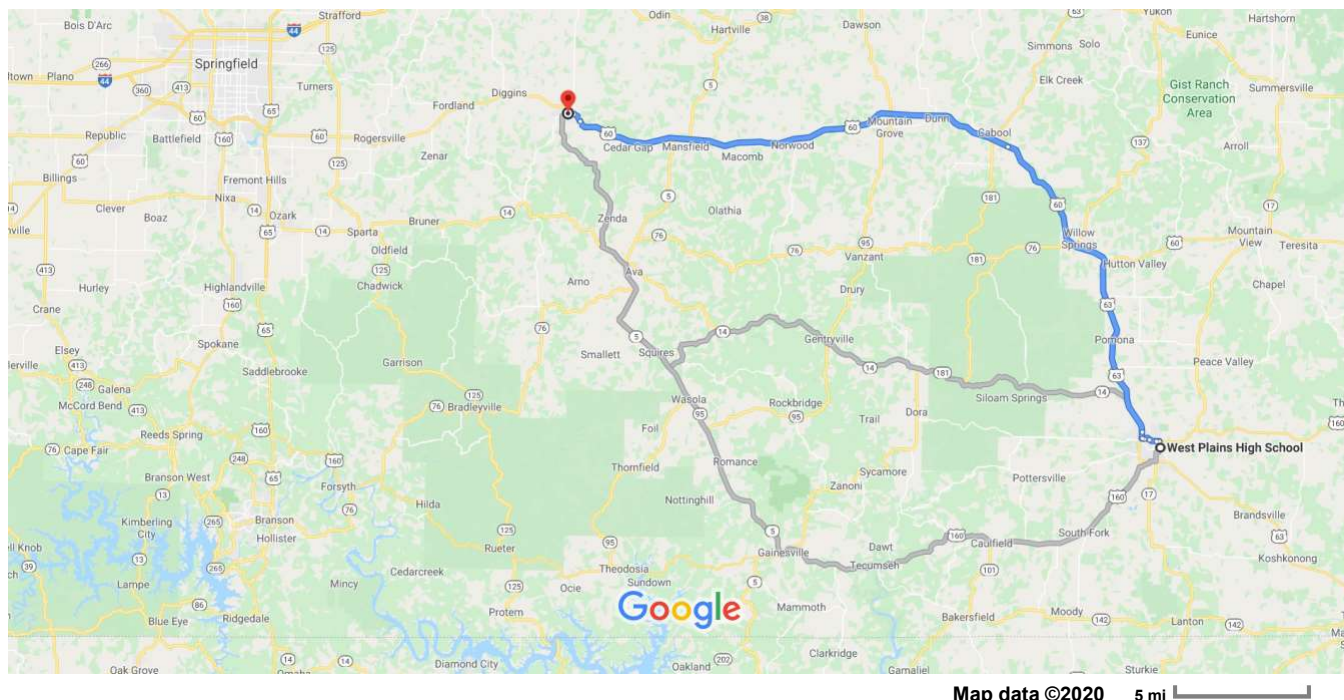 Bois D'Arc
Strafford
Odin
Hartville
Dawson
Yukon
Hartshorn
Simmons
Solo
Eunice
Springfield
Turners
Elk Creek
Gist Ranch
Conservation
Area
Summersville
ltown
Plano
Diggins
Fordland
Republic
Battlefield
Rogersville
Cedar Gap
Mansfield
Macomb
Norwood
Mountain
Grove
Dunn
Cabool
Arroll
Zenar
Billings
Fremont Hills
Nixa
Clever
Boaz
Ozark
Sparta
Bruner
Zenda
Olathia
Willow
Springs
Mountain
View
Teresita
Oldfield
Chadwick
Ava
Arno
Vanzant
Hutton Valley
Chapel
Hurley
Highlandville
Crane
Drury
Pomona
Elsey
Spokane
Garrison
Smallett
Squires
Gentryville
Peace Valley
Saddlebrooke
Galena
McCord Bend
Bradleyville
Wasola
Rockbridge
Siloam Springs
Reeds Spring
Foil
Trail
Dora
West Plains High School
Cape Fair
Branson West
Thornfield
Romance
Sycamore
Pottersville
Forsyth
Hilda
Nottinghill
Zanoni
Kimberling
City
Branson
Hollister
Brandsville
Rueter
Gainesville
Dawt
Tecumseh
Caulfield
South Fork
Koshkonong
ell Knob
Lampe
Mincy
Cedarcreek
Ocie
Theodosia
Sundown
Google
Mammoth
Bakersfield
Moody
Lanton
Blue Eye
Ridgedale
Protem
Clarkridge
Oak Grove
Omaha
Diamond City
Oakland
Gamaliel
Sturkie
Map data ©2020 5 mi